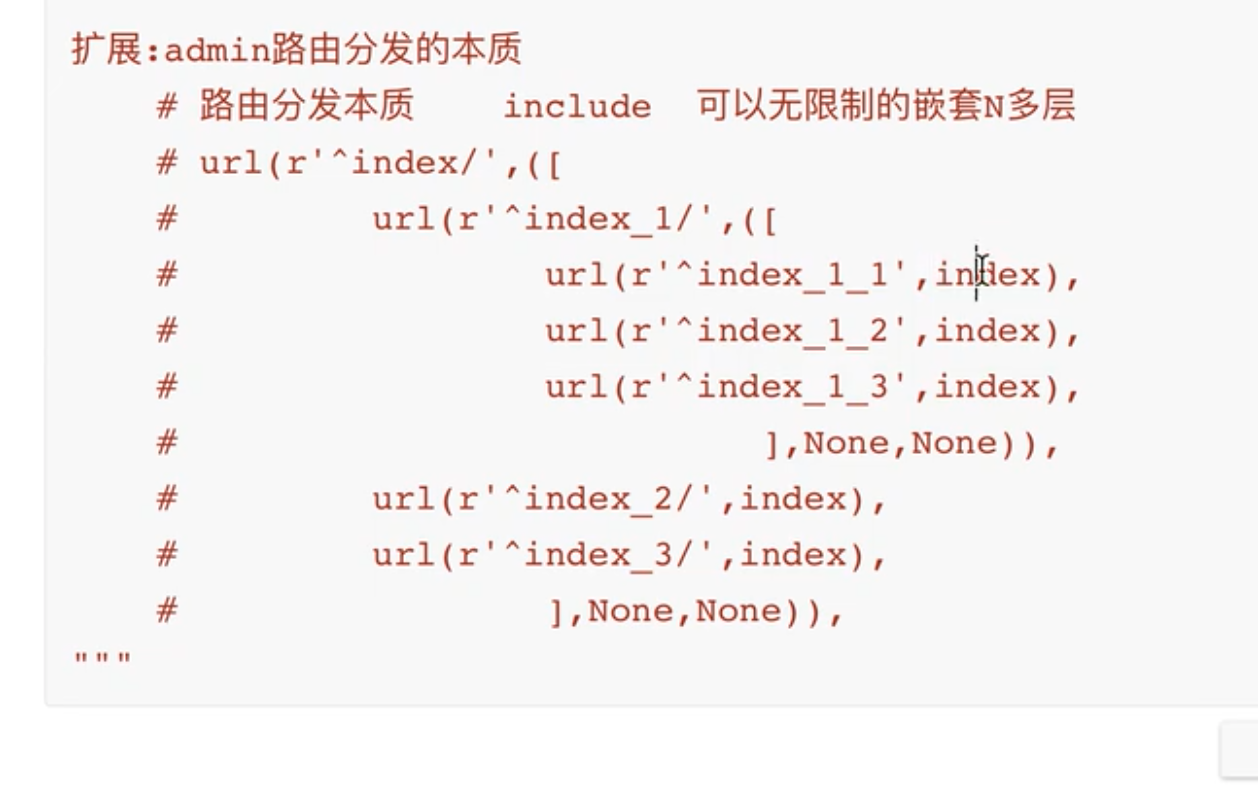 扩展:admin路由分发的本质
# 路由分发本质    include  可以无限制的嵌套N多层
# url(r'^index/',([
#         url(r'^index_1/',([
#                 url(r'^index_1_1',index),
#                 url(r'^index_1_2',index),
#                 url(r'^index_1_3',index),
#                           ],None,None)),
#         url(r'^index_2/',index),
#         url(r'^index_3/',index),
#                 ],None,None)),
"""